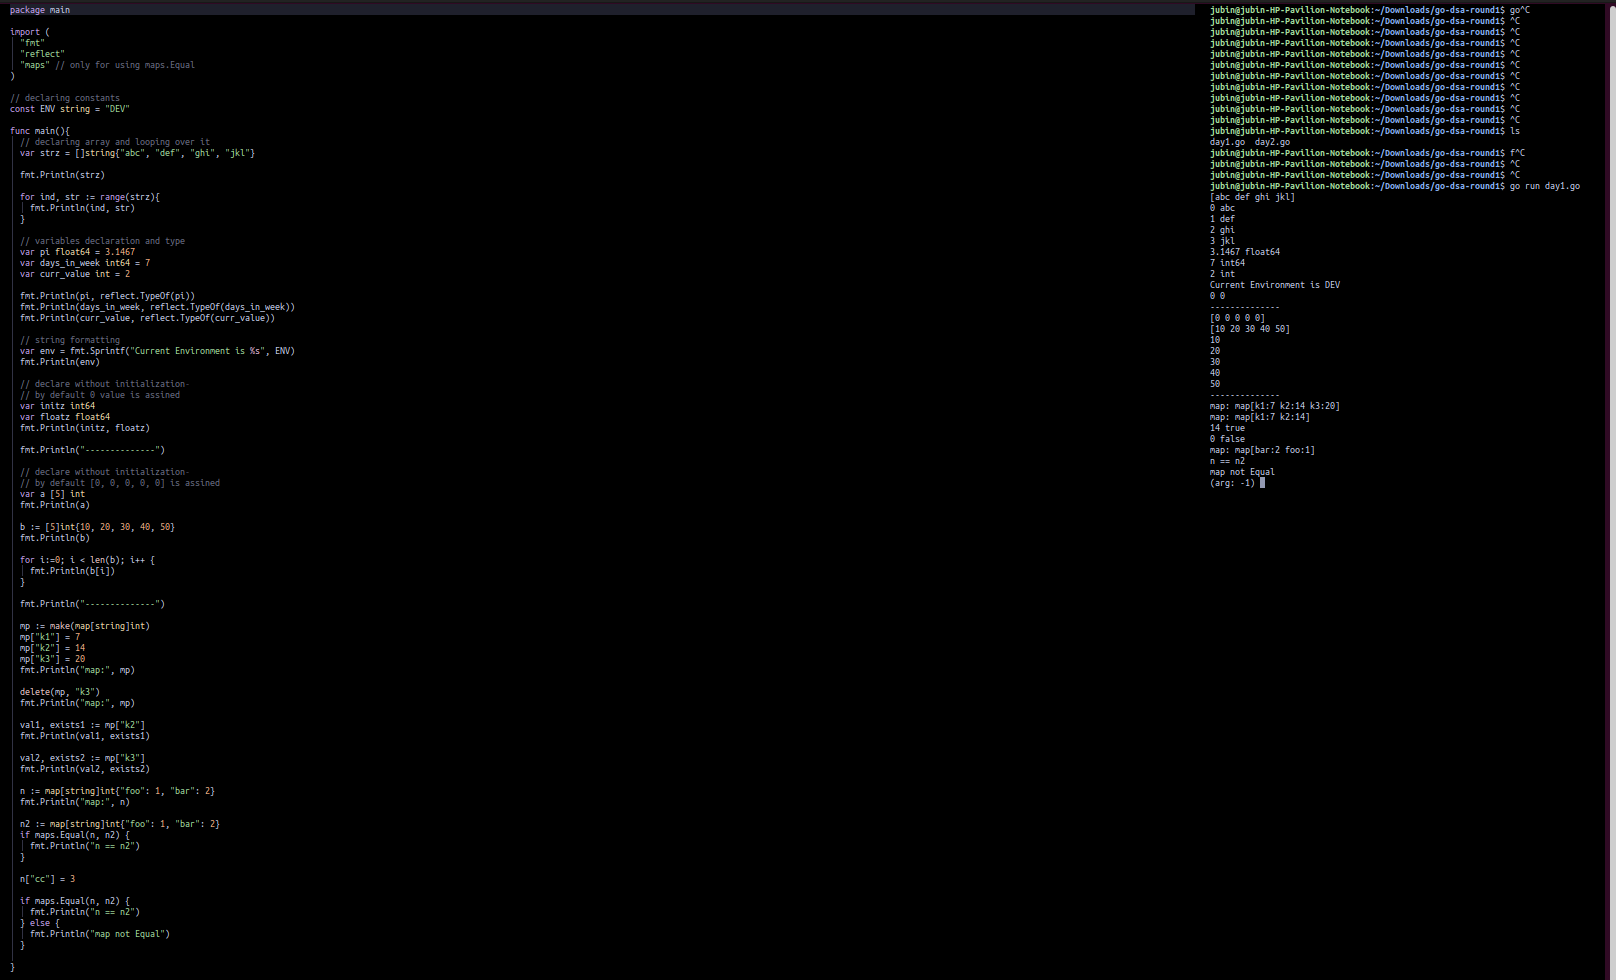 package main

import (
  "fmt"
  "reflect"
  "maps" // only for using maps.Equal
)

// declaring constants
const ENV string = "DEV"

func main(){
  // declaring array and looping over it
  var strz = []string{"abc", "def", "ghi", "jkl"}

  fmt.Println(strz)

  for ind, str := range(strz){
    fmt.Println(ind, str)
  }

  // variables declaration and type
  var pi float64 = 3.1467
  var days_in_week int64 = 7
  var curr_value int = 2

  fmt.Println(pi, reflect.TypeOf(pi))
  fmt.Println(days_in_week, reflect.TypeOf(days_in_week))
  fmt.Println(curr_value, reflect.TypeOf(curr_value))

  // string formatting
  var env = fmt.Sprintf("Current Environment is %s", ENV)
  fmt.Println(env)

  // declare without initialization-
  // by default 0 value is assined
  var initz int64
  var floatz float64
  fmt.Println(initz, floatz)

  fmt.Println("--------------")

  // declare without initialization-
  // by default [0, 0, 0, 0, 0] is assined
  var a [5] int
  fmt.Println(a)

  b := [5]int{10, 20, 30, 40, 50}
  fmt.Println(b)

  for i:=0; i < len(b); i++ {
    fmt.Println(b[i])
  }

  fmt.Println("--------------")

  mp := make(map[string]int)
  mp["k1"] = 7
  mp["k2"] = 14
  mp["k3"] = 20
  fmt.Println("map:", mp)

  delete(mp, "k3")
  fmt.Println("map:", mp)

  val1, exists1 := mp["k2"]
  fmt.Println(val1, exists1)

  val2, exists2 := mp["k3"]
  fmt.Println(val2, exists2)

  n := map[string]int{"foo": 1, "bar": 2}
  fmt.Println("map:", n)

  n2 := map[string]int{"foo": 1, "bar": 2}
  if maps.Equal(n, n2) {
    fmt.Println("n == n2")
  }

  n["cc"] = 3

  if maps.Equal(n, n2) {
    fmt.Println("n == n2")
  } else {
    fmt.Println("map not Equal")
  }

}
jubin@jubin-HP-Pavilion-Notebook:~/Downloads/go-dsa-round1$ go^C
jubin@jubin-HP-Pavilion-Notebook:~/Downloads/go-dsa-round1$ ^C
jubin@jubin-HP-Pavilion-Notebook:~/Downloads/go-dsa-round1$ ^C
jubin@jubin-HP-Pavilion-Notebook:~/Downloads/go-dsa-round1$ ^C
jubin@jubin-HP-Pavilion-Notebook:~/Downloads/go-dsa-round1$ ^C
jubin@jubin-HP-Pavilion-Notebook:~/Downloads/go-dsa-round1$ ^C
jubin@jubin-HP-Pavilion-Notebook:~/Downloads/go-dsa-round1$ ^C
jubin@jubin-HP-Pavilion-Notebook:~/Downloads/go-dsa-round1$ ^C
jubin@jubin-HP-Pavilion-Notebook:~/Downloads/go-dsa-round1$ ^C
jubin@jubin-HP-Pavilion-Notebook:~/Downloads/go-dsa-round1$ ^C
jubin@jubin-HP-Pavilion-Notebook:~/Downloads/go-dsa-round1$ ^C
jubin@jubin-HP-Pavilion-Notebook:~/Downloads/go-dsa-round1$ ls
day1.go  day2.go
jubin@jubin-HP-Pavilion-Notebook:~/Downloads/go-dsa-round1$ f^C
jubin@jubin-HP-Pavilion-Notebook:~/Downloads/go-dsa-round1$ ^C
jubin@jubin-HP-Pavilion-Notebook:~/Downloads/go-dsa-round1$ ^C
jubin@jubin-HP-Pavilion-Notebook:~/Downloads/go-dsa-round1$ go run day1.go
[abc def ghi jkl]
0 abc
1 def
2 ghi
3 jkl
3.1467 float64
7 int64
2 int
Current Environment is DEV
0 0
--------------
[0 0 0 0 0]
[10 20 30 40 50]
10
20
30
40
50
--------------
map: map[k1:7 k2:14 k3:20]
map: map[k1:7 k2:14]
14 true
0 false
map: map[bar:2 foo:1]
n == n2
map not Equal
(arg: -1)